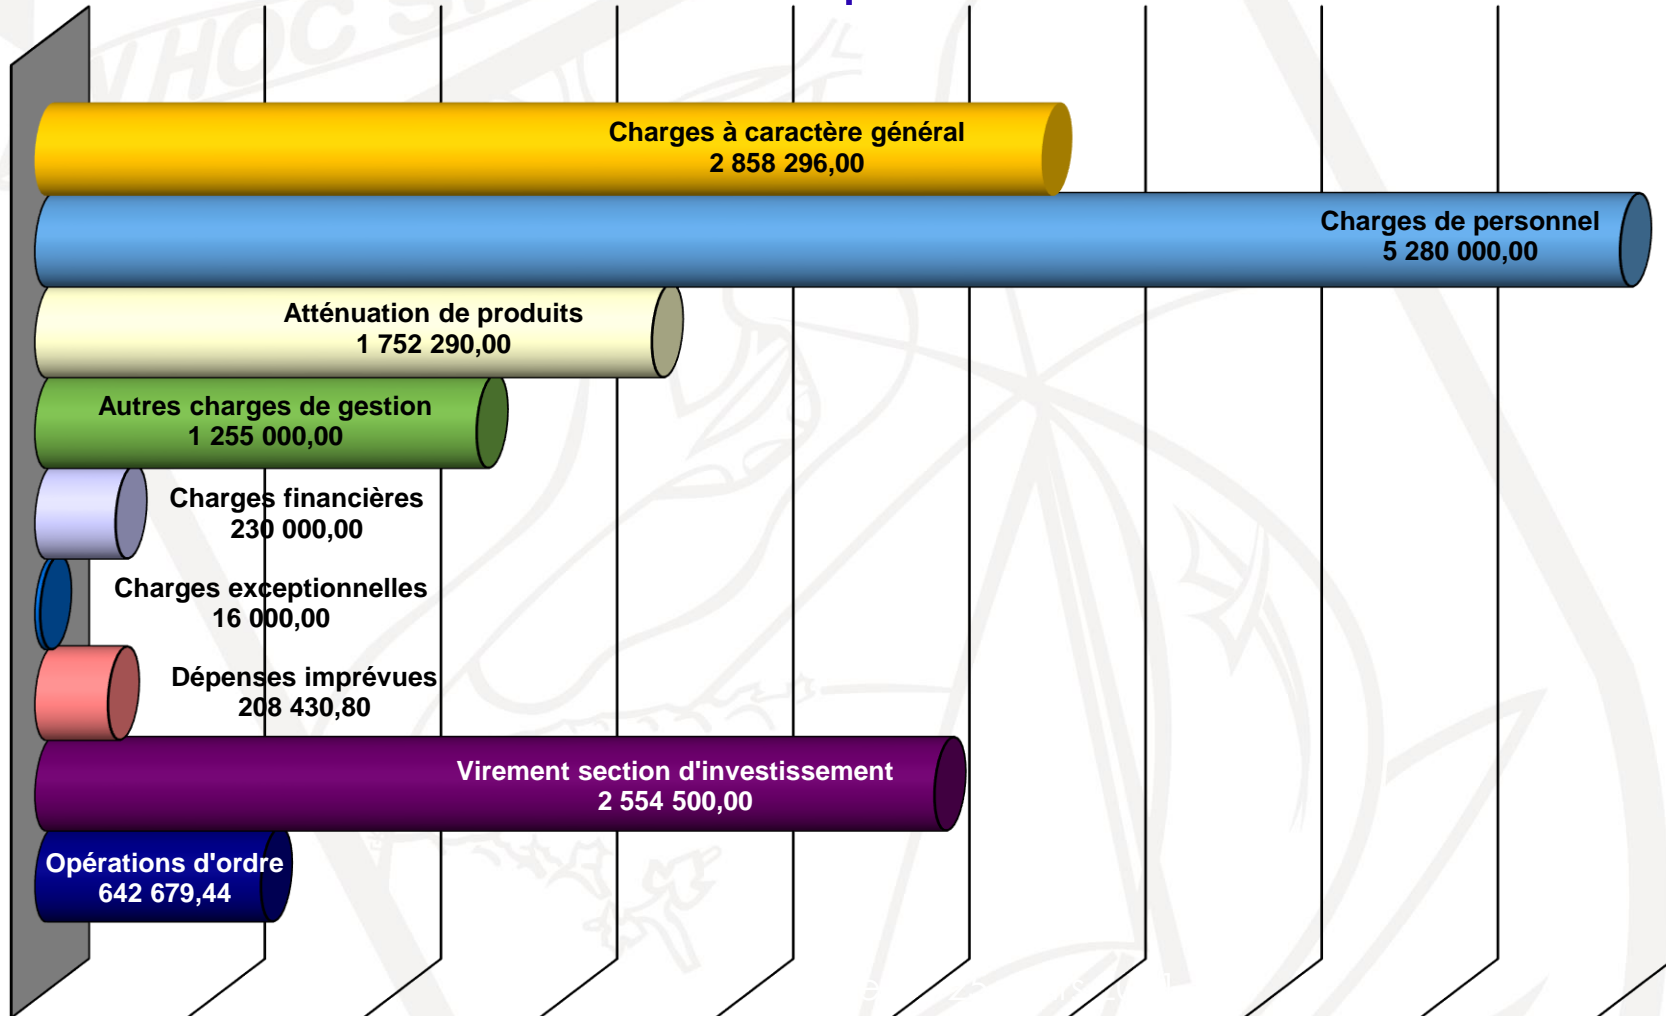 Charges à caractère général
2 858 296,00
Charges de personnel
5 280 000,00
Atténuation de produits
1 752 290,00
Autres charges de gestion
1 255 000,00
Charges financières
230 000,00
Charges exceptionnelles
16 000,00
Dépenses imprévues
208 430,80
Virement section d'investissement
2 554 500,00
Opérations d'ordre
642 679,44